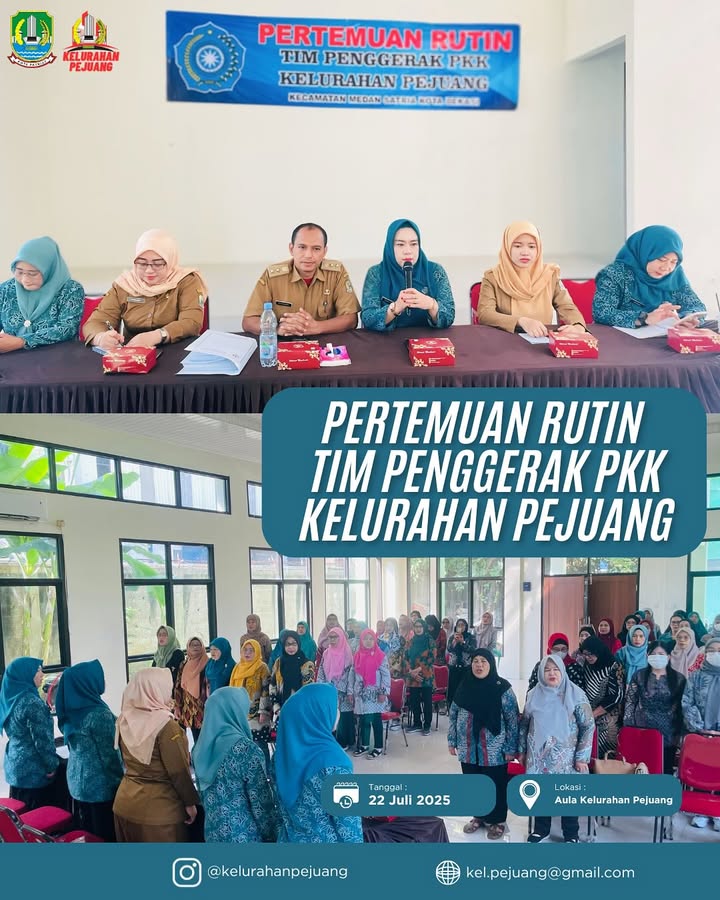 KELURAHAN
PEJUANG
PERTEMUAN RUTIN
TIM PENGGERAK PKK
KELURAHAN PEJUANG
KECAMATAN MEDAN SATRIA KOTA BEKASI
PERTEMUAN RUTIN
TIM PENGGERAK PKK
KELURAHAN PEJUANG
Tanggal :
22 Juli 2025
Lokasi :
Aula Kelurahan Pejuang
@kelurahanpejuang
kel.pejuang@gmail.com